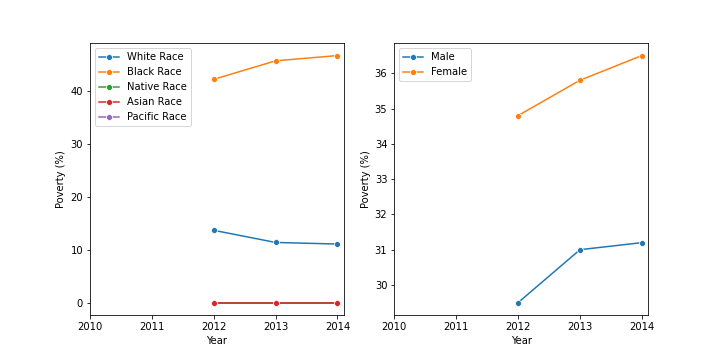 White Race
Black Race
Native Race
Asian Race
Pacific Race
Poverty (%)
40
30
20
10
0
2010 2011 2012 2013 2014
Year
Male
Female
Poverty (%)
36
35
34
33
32
31
30
2010 2011 2012 2013 2014
Year